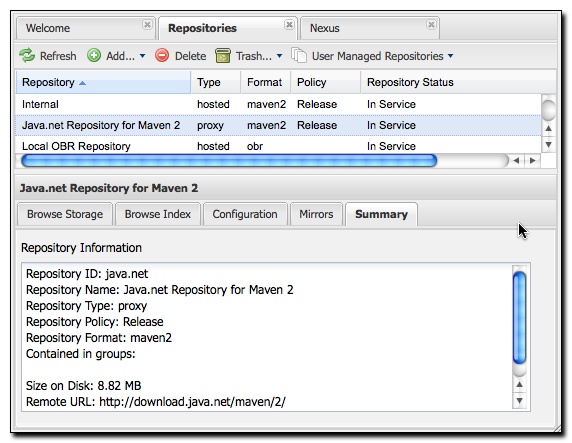 Welcome Repositories Nexus
Refresh Add... Delete Trash... User Managed Repositories
Repository Type Format Policy Repository Status
Internal hosted maven2 Release In Service
Java.net Repository for Maven 2 proxy maven2 Release In Service
Local OBR Repository hosted obr In Service
Java.net Repository for Maven 2
Browse Storage Browse Index Configuration Mirrors Summary
Repository Information
Repository ID: java.net
Repository Name: Java.net Repository for Maven 2
Repository Type: proxy
Repository Policy: Release
Repository Format: maven2
Contained in groups:
Size on Disk: 8.82 MB
Remote URL: http://download.java.net/maven/2/